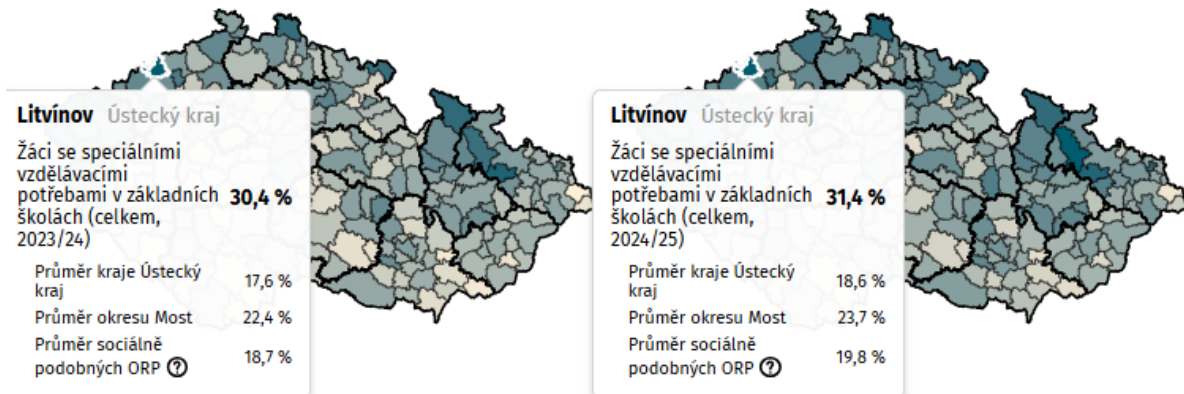 Litvínov Ústecký kraj
Žáci se speciálními
vzdělávacími
potřebami v základních 30,4 %
školách (celkem,
2023/24)
Průměr kraje Ústecký
kraj 17,6 %
Průměr okresu Most 22,4 %
Průměr sociálně
podobných ORP ? 18,7 %
Litvínov Ústecký kraj
Žáci se speciálními
vzdělávacími
potřebami v základních 31,4 %
školách (celkem,
2024/25)
Průměr kraje Ústecký
kraj 18,6 %
Průměr okresu Most 23,7 %
Průměr sociálně
podobných ORP ? 19,8 %